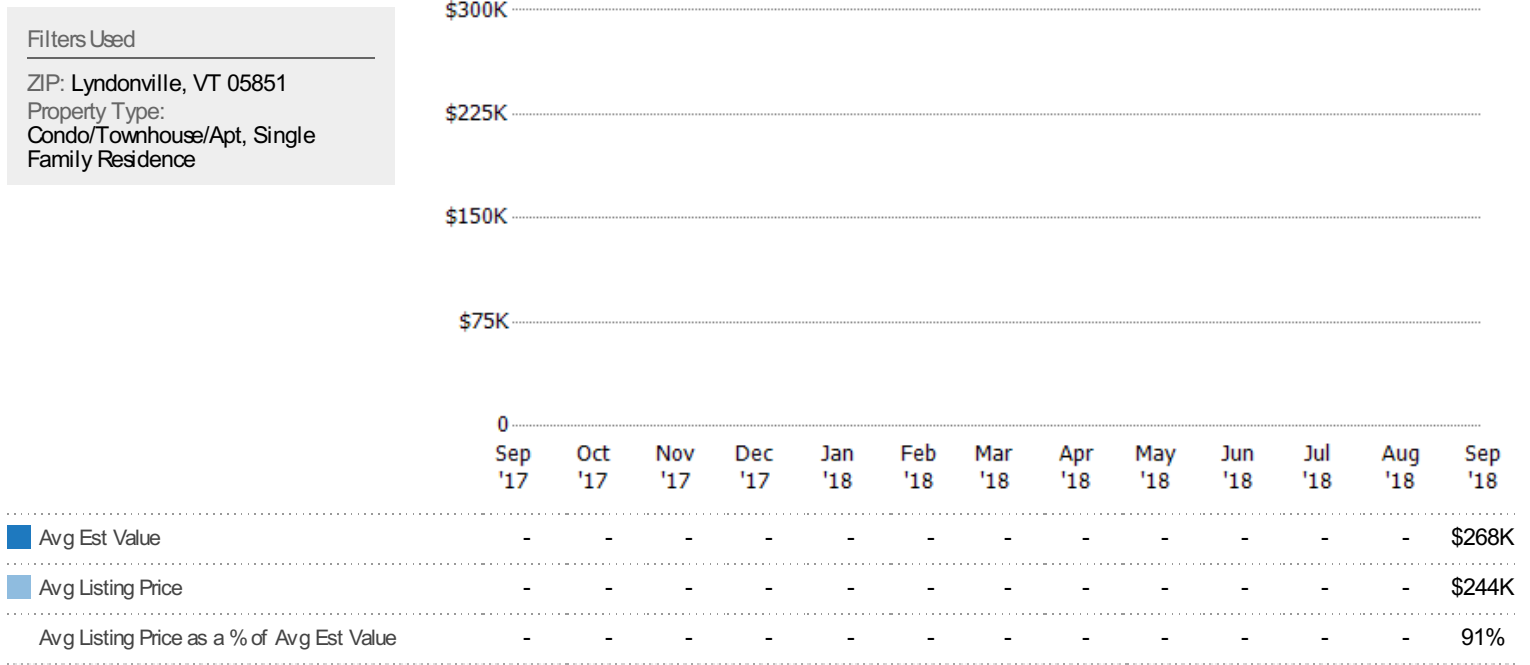 Filters Used
ZIP: Lyndonville, VT 05851
Property Type:
Condo/Townhouse/Apt, Single
Family Residence
$300K
$225K
$150K
$75K
0
Sep Oct Nov Dec Jan Feb Mar Apr May Jun Jul Aug Sep
'17 '17 '17 '17 '18 '18 '18 '18 '18 '18 '18 '18 '18
Avg Est Value - - - - - - - - - - - - $268K
Avg Listing Price - - - - - - - - - - - - $244K
Avg Listing Price as a % of Avg Est Value - - - - - - - - - - - - 91%